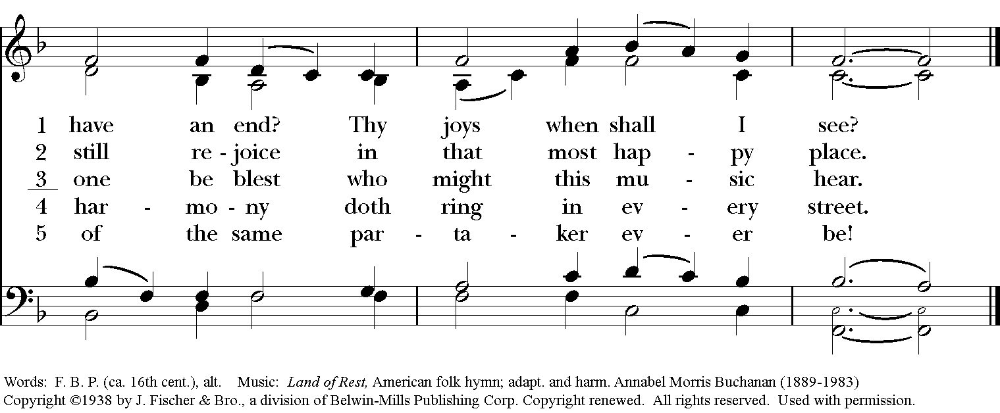 1 have an end? Thy joys when shall I see?
2 still re - joice in that most hap - py place.
3 one be blest who might this mu - sic hear.
4 har - mo - ny doth ring in ev - ery street.
5 of the same par - ta - ker ev - er be!
Words: F. B. P. (ca. 16th cent.), alt. Music: Land of Rest, American folk hymn; adapt. and harm. Annabel Morris Buchanan (1889-1983)
Copyright ©1938 by J. Fischer & Bro., a division of Belwin-Mills Publishing Corp. Copyright renewed. All rights reserved. Used with permission.